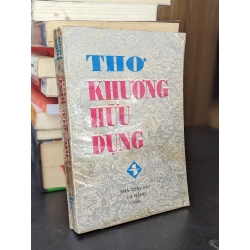 THƠ
KHƯƠNG
HỮU
DỤNG
NHÀ XUẤT BẢN
ĐÀ NẴNG